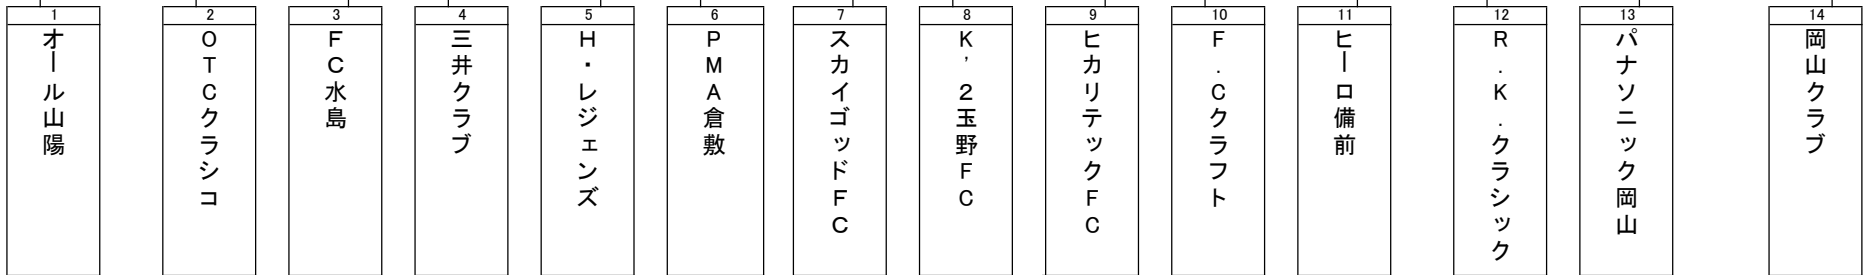 1
オール山陽
2
OTCクラシコ
3
FC水島
4
三井クラブ
5
H・レジェンズ
6
PMA倉敷
7
スカイゴッドFC
8
K’2玉野FC
9
ヒカリテックFC
10
F.Cクラフト
11
ヒーロ備前
12
R.K.クラシック
13
パナソニック岡山
14
岡山クラブ